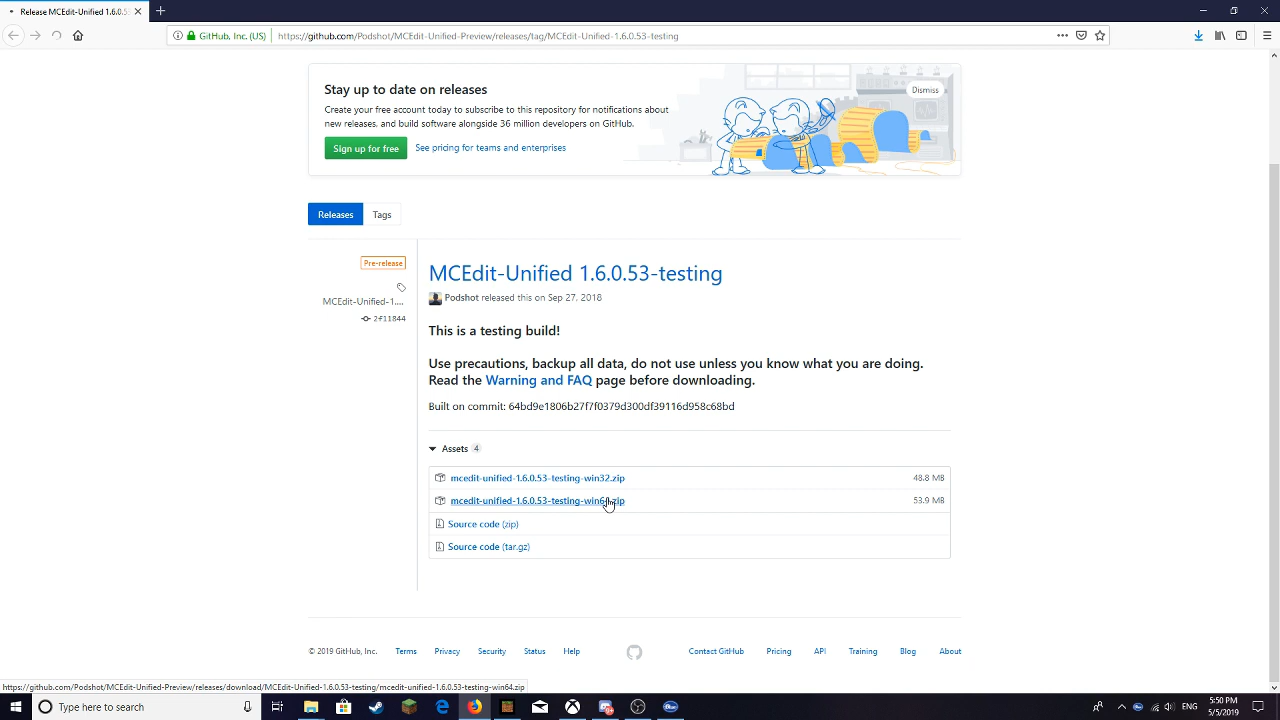 Release MCEdit-Unified 1.6.0.5
GitHub, Inc. (US)
https://github.com/Podshot/MCEdit-Unified-Preview/releases/tag/MCEdit-Unified-1.6.0.53-testing
Stay up to date on releases
Dismiss
Create your free account today to subscribe to this repository for notifications about
new releases, and build software alongside 36 million developers on GitHub.
Sign up for free
See pricing for teams and enterprises
Releases
Tags
Pre-release
MCEdit-Unified-1....
2f11844
MCEdit-Unified 1.6.0.53-testing
Podshot released this on Sep 27, 2018
This is a testing build!
Use precautions, backup all data, do not use unless you know what you are doing.
Read the Warning and FAQ page before downloading.
Built on commit: 64bd9e1806b27f7f0379d300df39116d958c68bd
Assets 4
mcedit-unified-1.6.0.53-testing-win32.zip
48.8 MB
mcedit-unified-1.6.0.53-testing-win64.zip
53.9 MB
Source code (zip)
Source code (tar.gz)
© 2019 GitHub, Inc.
Terms
Privacy
Security
Status
Help
Contact GitHub
Pricing
API
Training
Blog
About
https://github.com/Podshot/MCEdit-Unified-Preview/releases/download/MCEdit-Unified-1.6.0.53-testing/mcedit-unified-1.6.0.53-testing-win64.zip
Type here to search
ENG
5:50 PM
5/5/2019